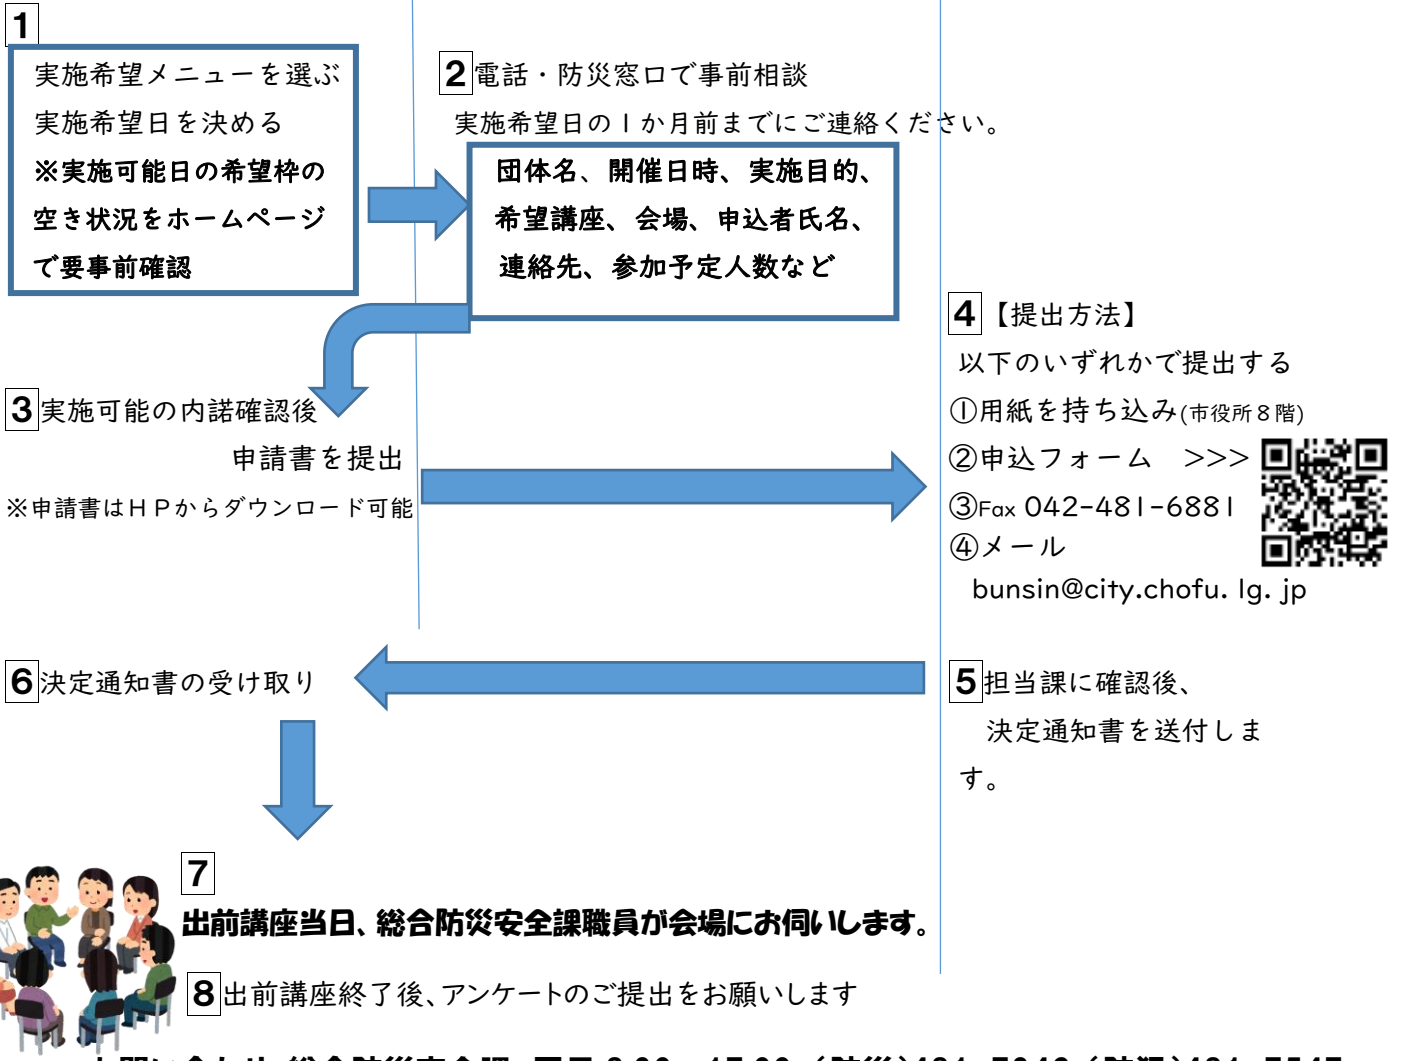 1
実施希望メニューを選ぶ
実施希望日を決める
※実施可能日の希望枠の
空き状況をホームページ
で要事前確認
2 電話・防災窓口で事前相談
実施希望日の1か月前までにご連絡ください。
団体名、開催日時、実施目的、
希望講座、会場、申込者氏名、
連絡先、参加予定人数など
3 実施可能の内諾確認後
申請書を提出
※申請書はHPからダウンロード可能
4 【提出方法】
以下のいずれかで提出する
①用紙を持ち込み(市役所8階)
②申込フォーム >>>
③Fax 042-481-6881
④メール
bunsin@city.chofu. lg. jp
5 担当課に確認後、
決定通知書を送付しま
す。
6 決定通知書の受け取り
7
出前講座当日、総合防災安全課職員が会場にお伺いします。
8 出前講座終了後、アンケートのご提出をお願いします